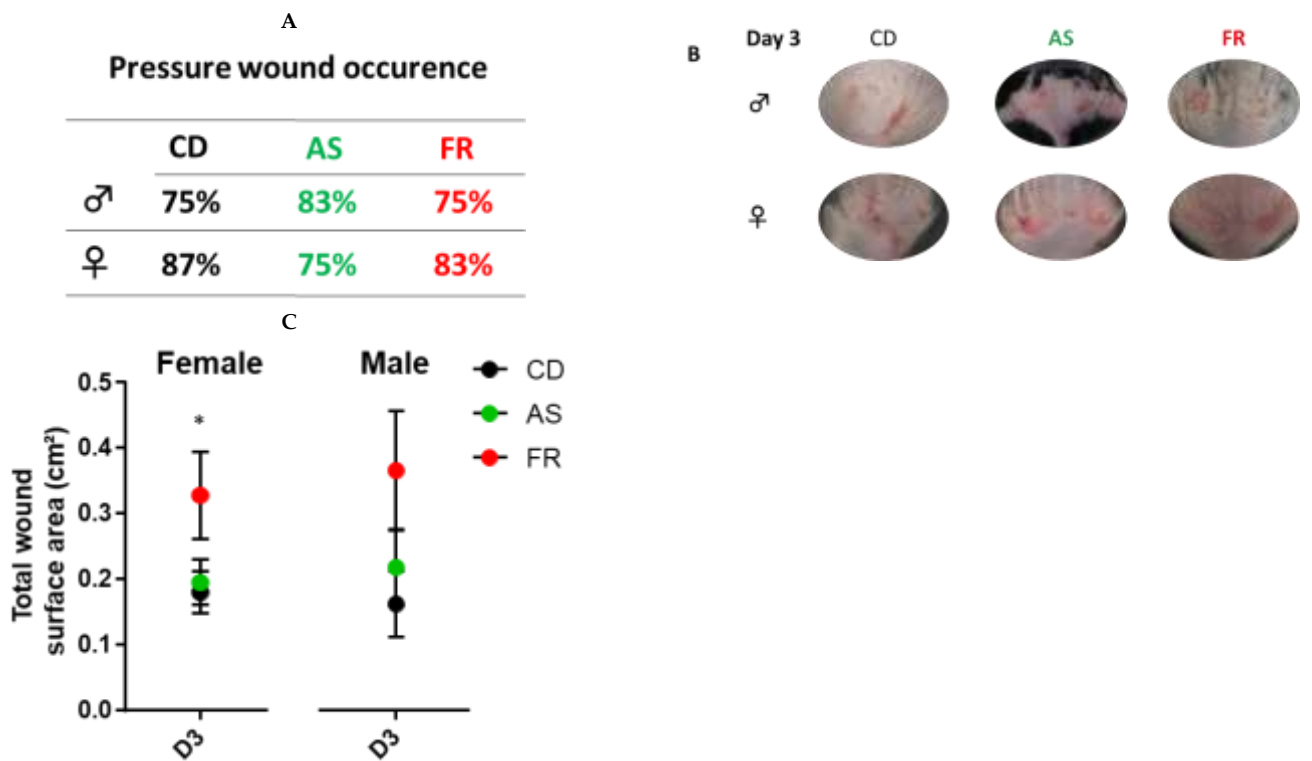 A
Pressure wound occurence
CD AS FR
♂ 75% 83% 75%
♀ 87% 75% 83%
B Day 3 CD AS FR
♂
♀
C
Female Male
CD
AS
FR
Total wound
surface area (cm²)
0.5
*
0.4
0.3
0.2
0.1
0.0
D3 D3